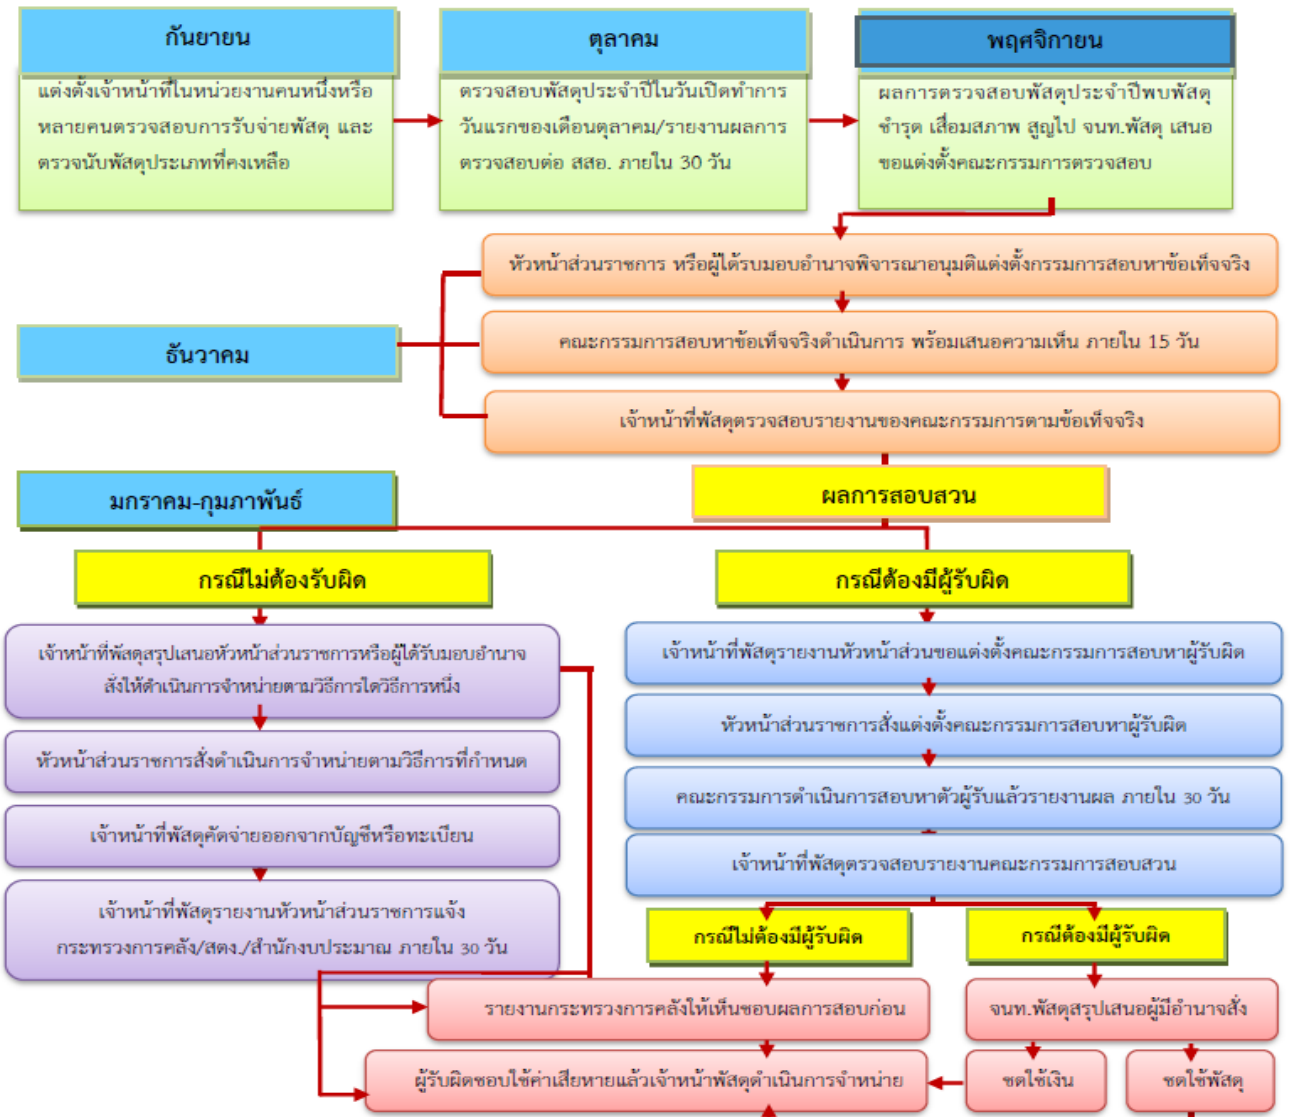 กันยายน
แต่งตั้งเจ้าหน้าที่ในหน่วยงานคนหนึ่งหรือ
หลายคนตรวจสอบการรับจ่ายพัสดุ และ
ตรวจนับพัสดุประเภทที่คงเหลือ
ตุลาคม
ตรวจสอบพัสดุประจำปีในวันเปิดทำการ
วันแรกของเดือนตุลาคม/รายงานผลการ
ตรวจสอบต่อ สสอ. ภายใน 30 วัน
พฤศจิกายน
ผลการตรวจสอบพัสดุประจำปีพบพัสดุ
ชำรุด เสื่อมสภาพ สูญไป จนท.พัสดุ เสนอ
ขอแต่งตั้งคณะกรรมการตรวจสอบ
ธันวาคม
หัวหน้าส่วนราชการ หรือผู้ได้รบมอบอำนาจพิจารณาอนุมติแต่งตั้งกรรมการสอบหาข้อเท็จจริง
คณะกรรมการสอบหาข้อเท็จจริงดำเนินการ พร้อมเสนอความเห็น ภายใน 15 วัน
เจ้าหน้าที่พัสดุตรวจสอบรายงานของคณะกรรมการตามข้อเท็จจริง
มกราคม-กุมภาพันธ์
ผลการสอบสวน
กรณีไม่ต้องรับผิด
เจ้าหน้าที่พัสดุสรุปเสนอหัวหน้าส่วนราชการหรือผู้ได้รับมอบอำนาจ
สั่งให้ดำเนินการจำหน่ายตามวิธีการใดวิธีการหนึ่ง
หัวหน้าส่วนราชการสั่งดำเนินการจำหน่ายตามวิธีการที่กำหนด
เจ้าหน้าที่พัสดุคัดจ่ายออกจากบัญชีหรือทะเบียน
เจ้าหน้าที่พัสดุรายงานหัวหน้าส่วนราชการแจ้ง
กระทรวงการคลัง/สตง./สำนักงบประมาณ ภายใน 30 วัน
กรณีต้องมีผู้รับผิด
เจ้าหน้าที่พัสดุรายงานหัวหน้าส่วนขอแต่งตั้งคณะกรรมการสอบหาผู้รับผิด
หัวหน้าส่วนราชการสั่งแต่งตั้งคณะกรรมการสอบหาผู้รับผิด
คณะกรรมการดำเนินการสอบหาตัวผู้รับแล้วรายงานผล ภายใน 30 วัน
เจ้าหน้าที่พัสดุตรวจสอบรายงานคณะกรรมการสอบสวน
กรณีไม่ต้องมีผู้รับผิด
กรณีต้องมีผู้รับผิด
รายงานกระทรวงการคลังให้เห็นชอบผลการสอบก่อน
จนท.พัสดุสรุปเสนอผู้มีอำนาจสั่ง
ผู้รับผิดชอบใช้ค่าเสียหายแล้วเจ้าหน้าพัสดุดำเนินการจำหน่าย
ชดใช้เงิน
ชดใช้พัสดุ